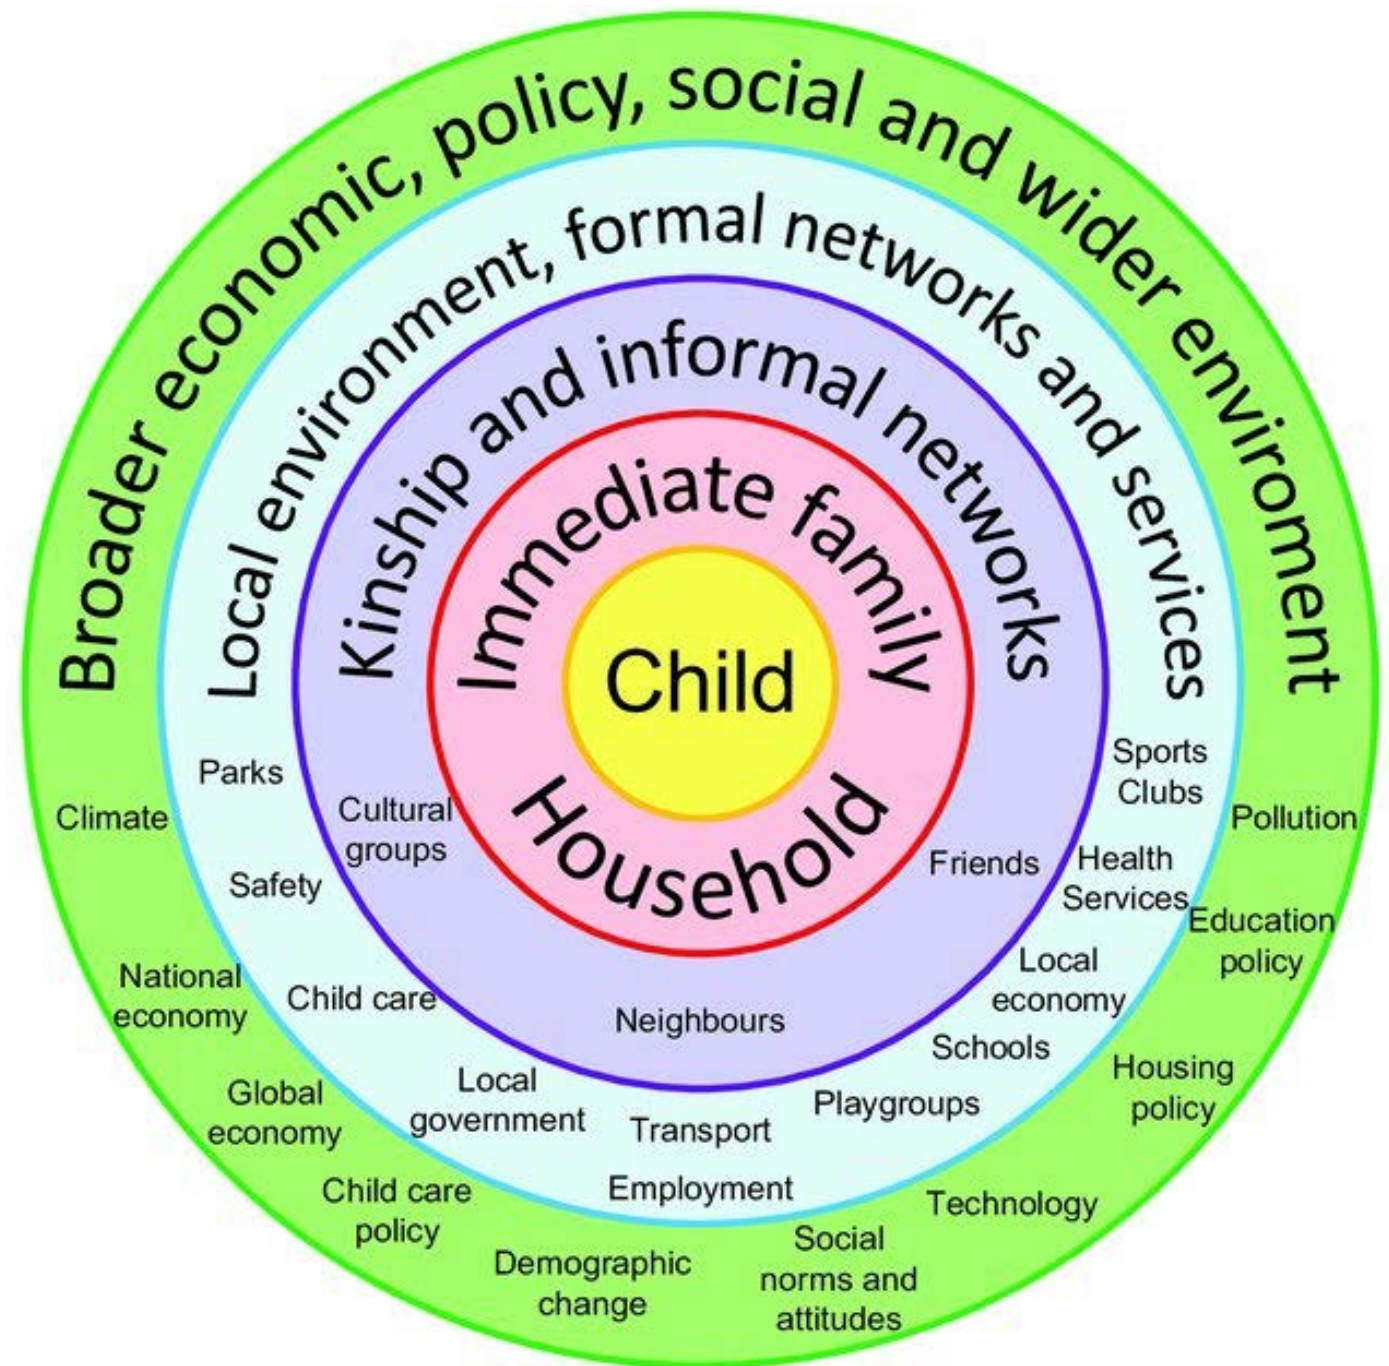 Broader economic, policy, social and wider enviroment
Local environment, formal networks and services
Kinship and informal networks
Immediate family
Child
Household
Sports
Clubs
Parks
Climate
Cultural
groups
Pollution
Friends
Health
Services
Safety
Education
policy
National
economy
Child care
Local
economy
Neighbours
Schools
Housing
policy
Global
economy
Local
government
Transport
Playgroups
Child care
policy
Employment
Technology
Demographic
change
Social
norms and
attitudes